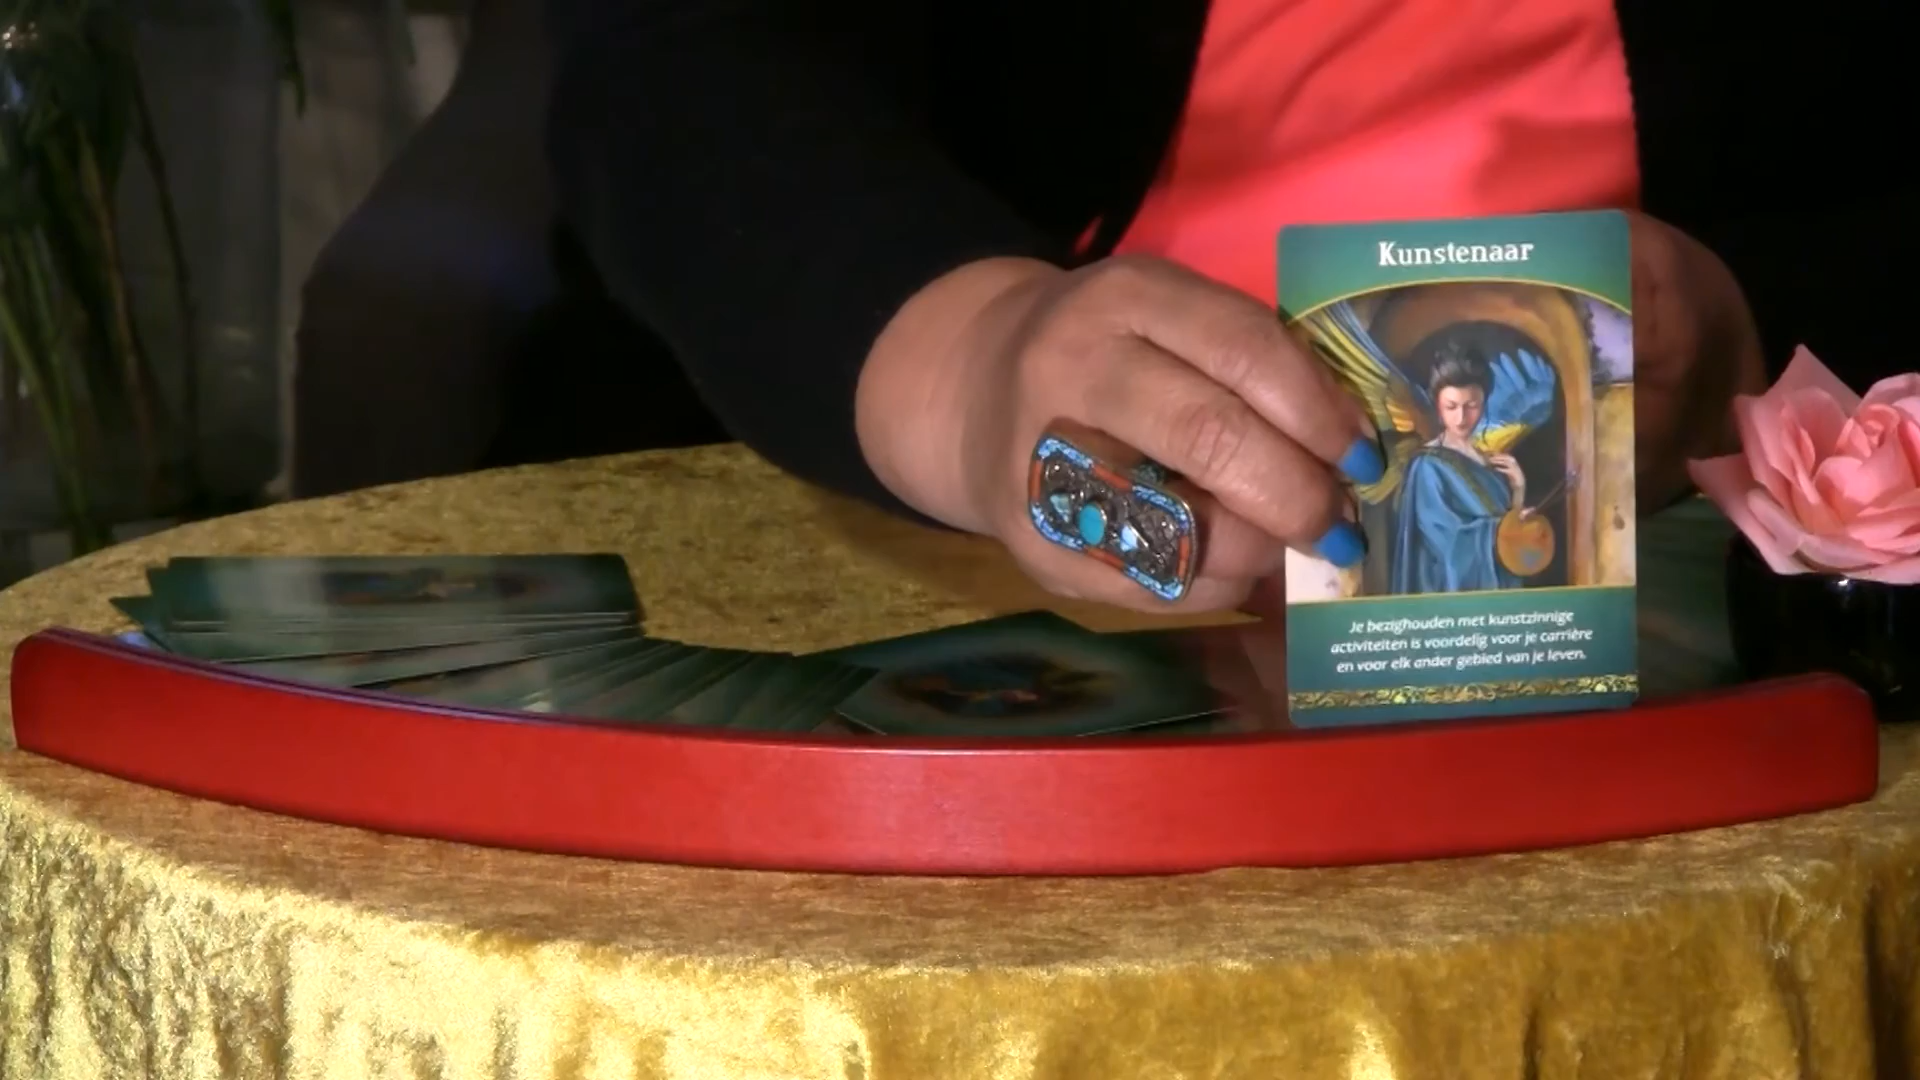 Kunstenaar
Je bezighouden met kunstzinnige
activiteiten is voordelig voor je carrière
en voor elk ander gebied van je leven.